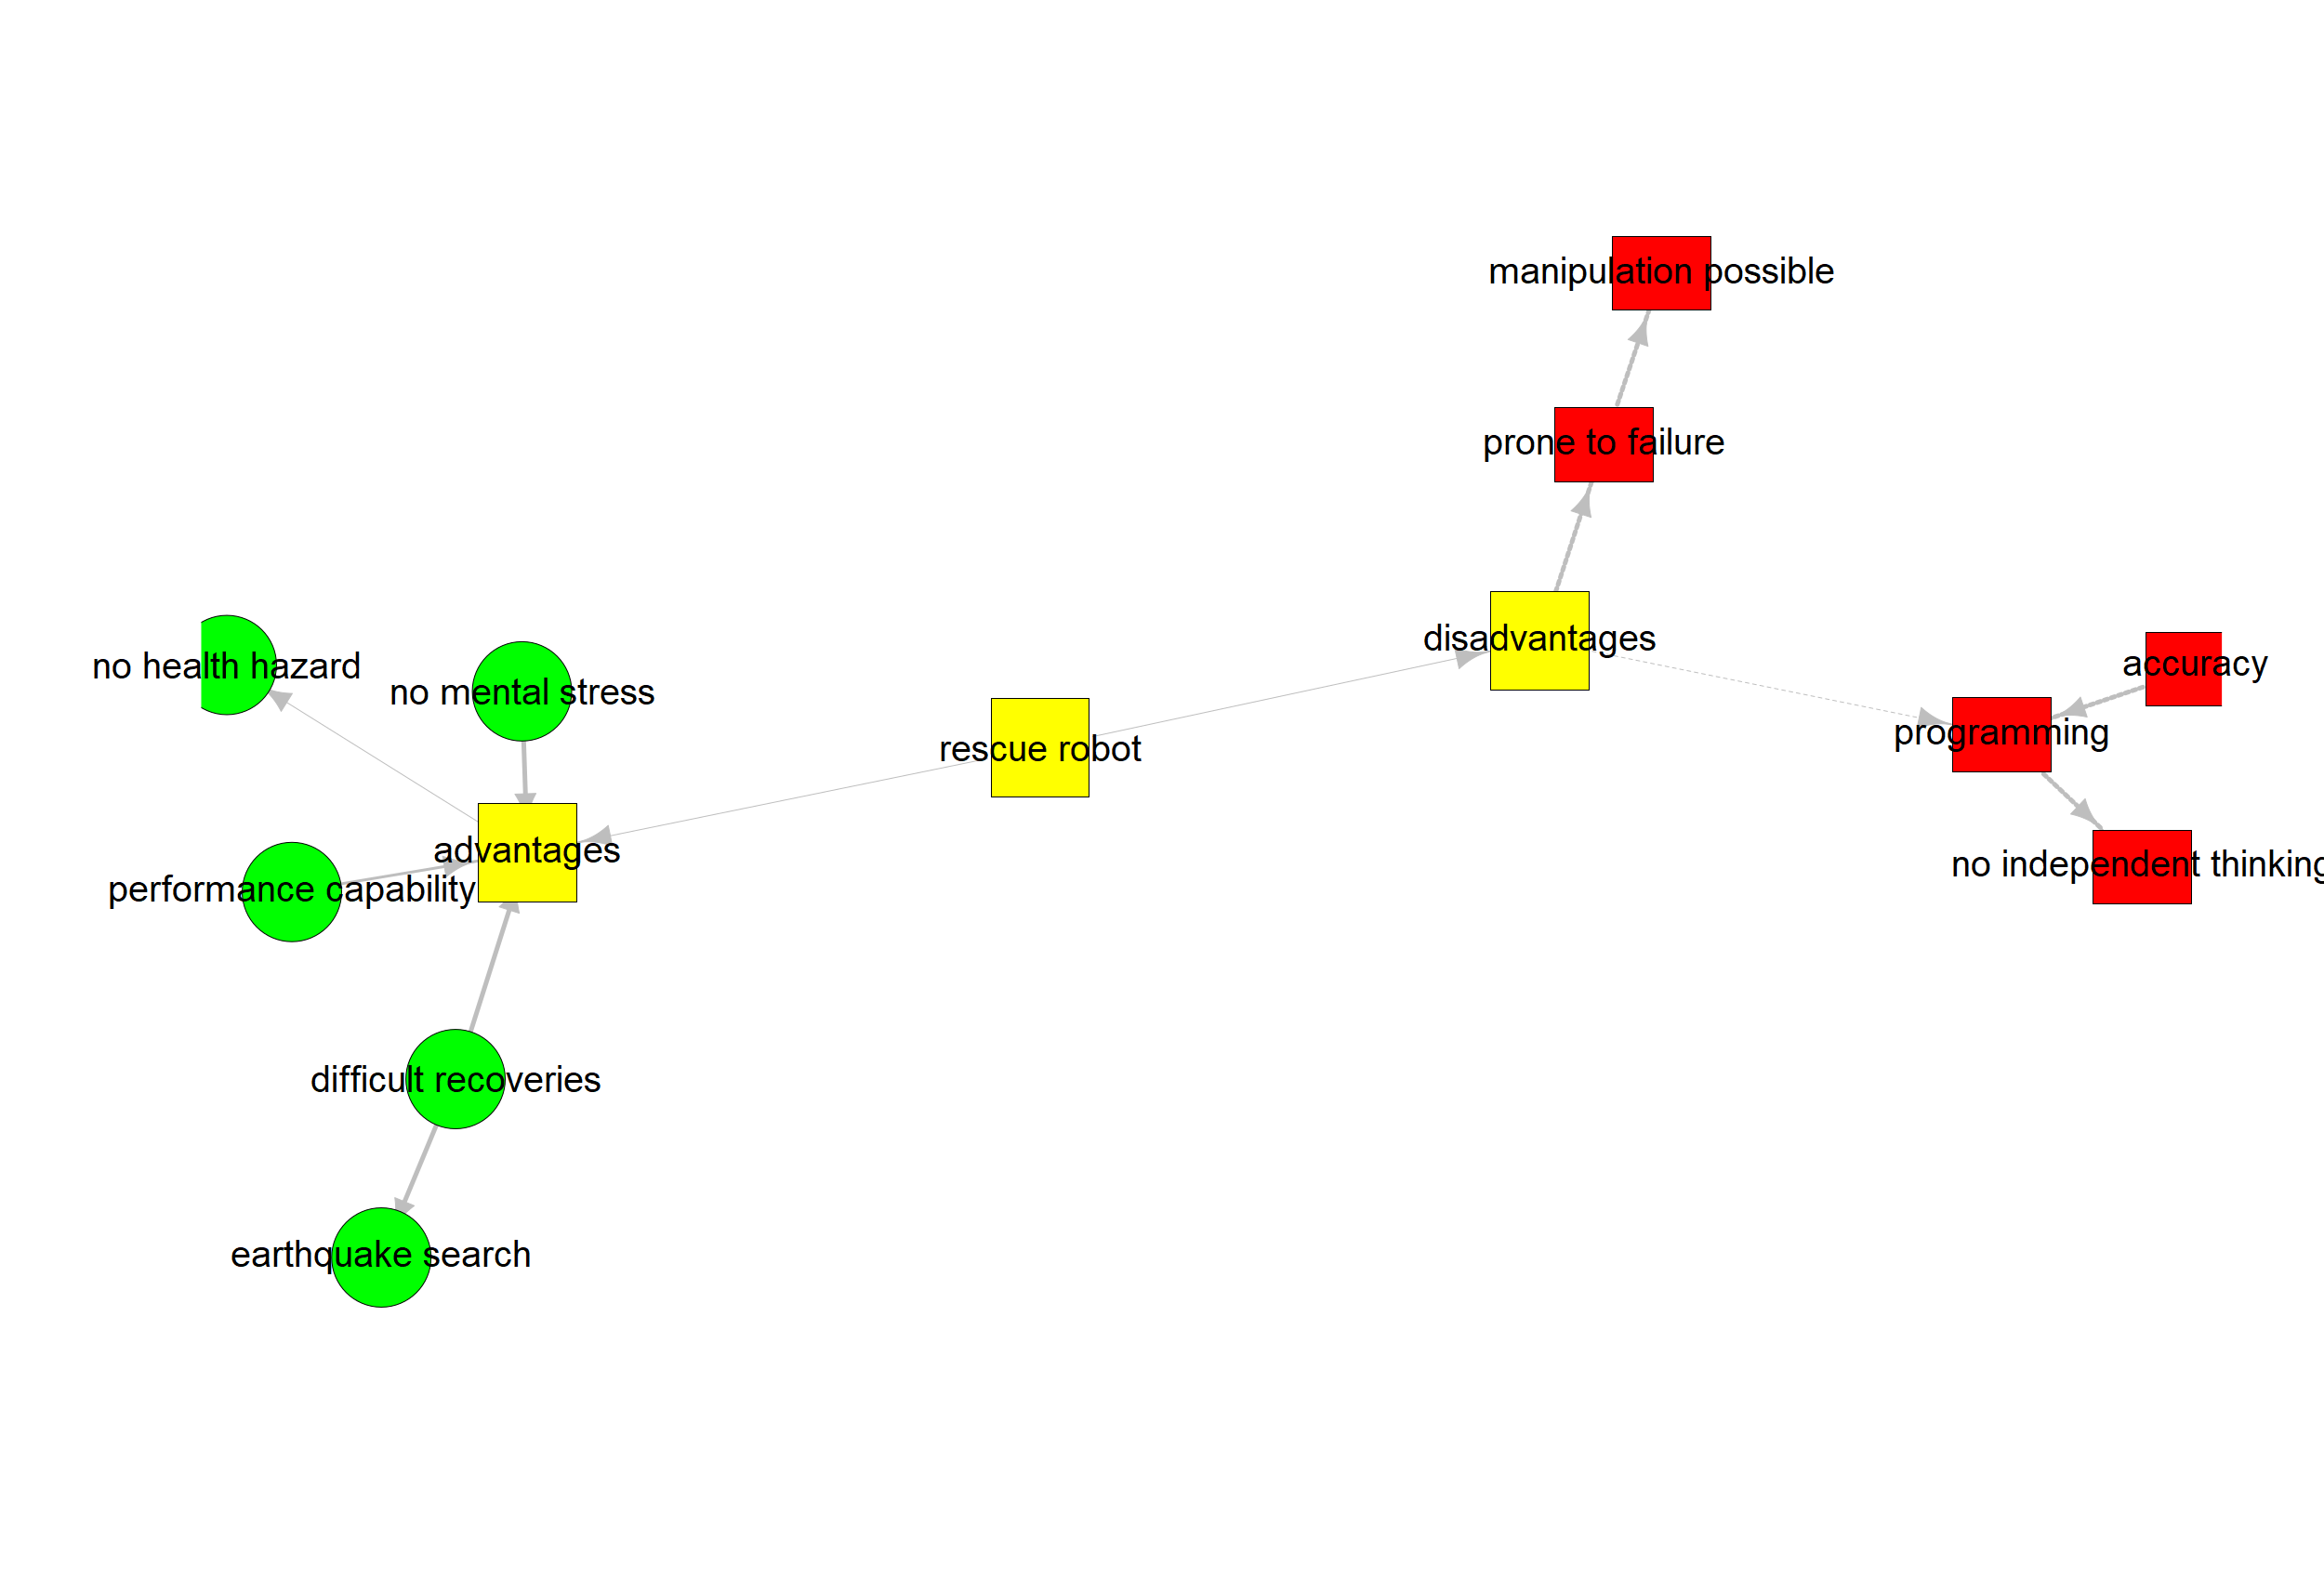 manipulation possible
prone to failure
disadvantages
accuracy
no health hazard
no mental stress
programming
rescue robot
advantages
no independent thinking
performance capability
difficult recoveries
earthquake search